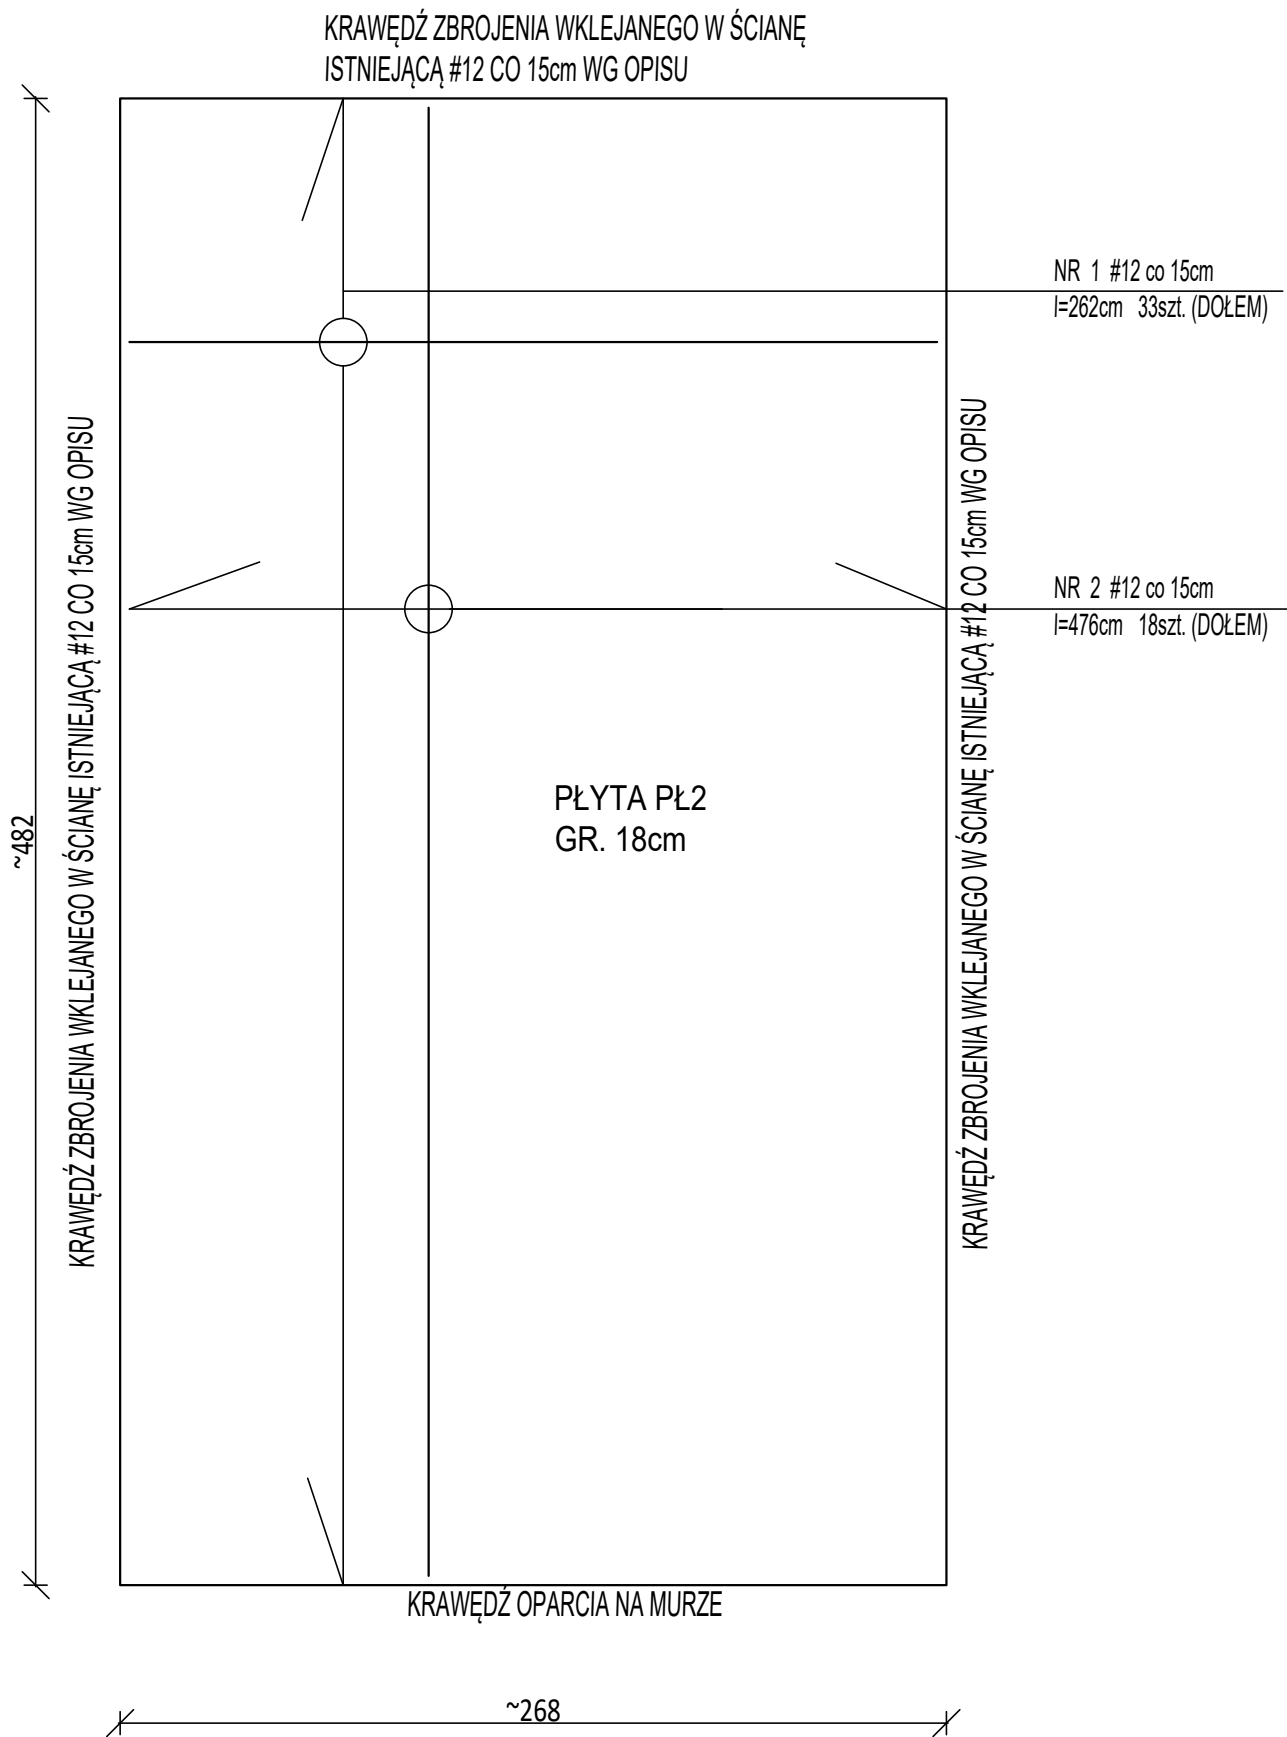 KRAWĘDŹ ZBROJENIA WKLEJANEGO W ŚCIANĘ
ISTNIEJĄCĄ #12 CO 15cm WG OPISU
NR 1 #12 co 15cm
l=262cm 33szt. (DOŁEM)
KRAWĘDŹ ZBROJENIA WKLEJANEGO W ŚCIANĘ ISTNIEJĄCĄ #12 CO 15cm WG OPISU
KRAWĘDŹ ZBROJENIA WKLEJANEGO W ŚCIANĘ ISTNIEJĄCĄ #12 CO 15cm WG OPISU
NR 2 #12 co 15cm
l=476cm 18szt. (DOŁEM)
PŁYTA PŁ2
GR. 18cm
~482
KRAWĘDŹ OPARCIA NA MURZE
~268